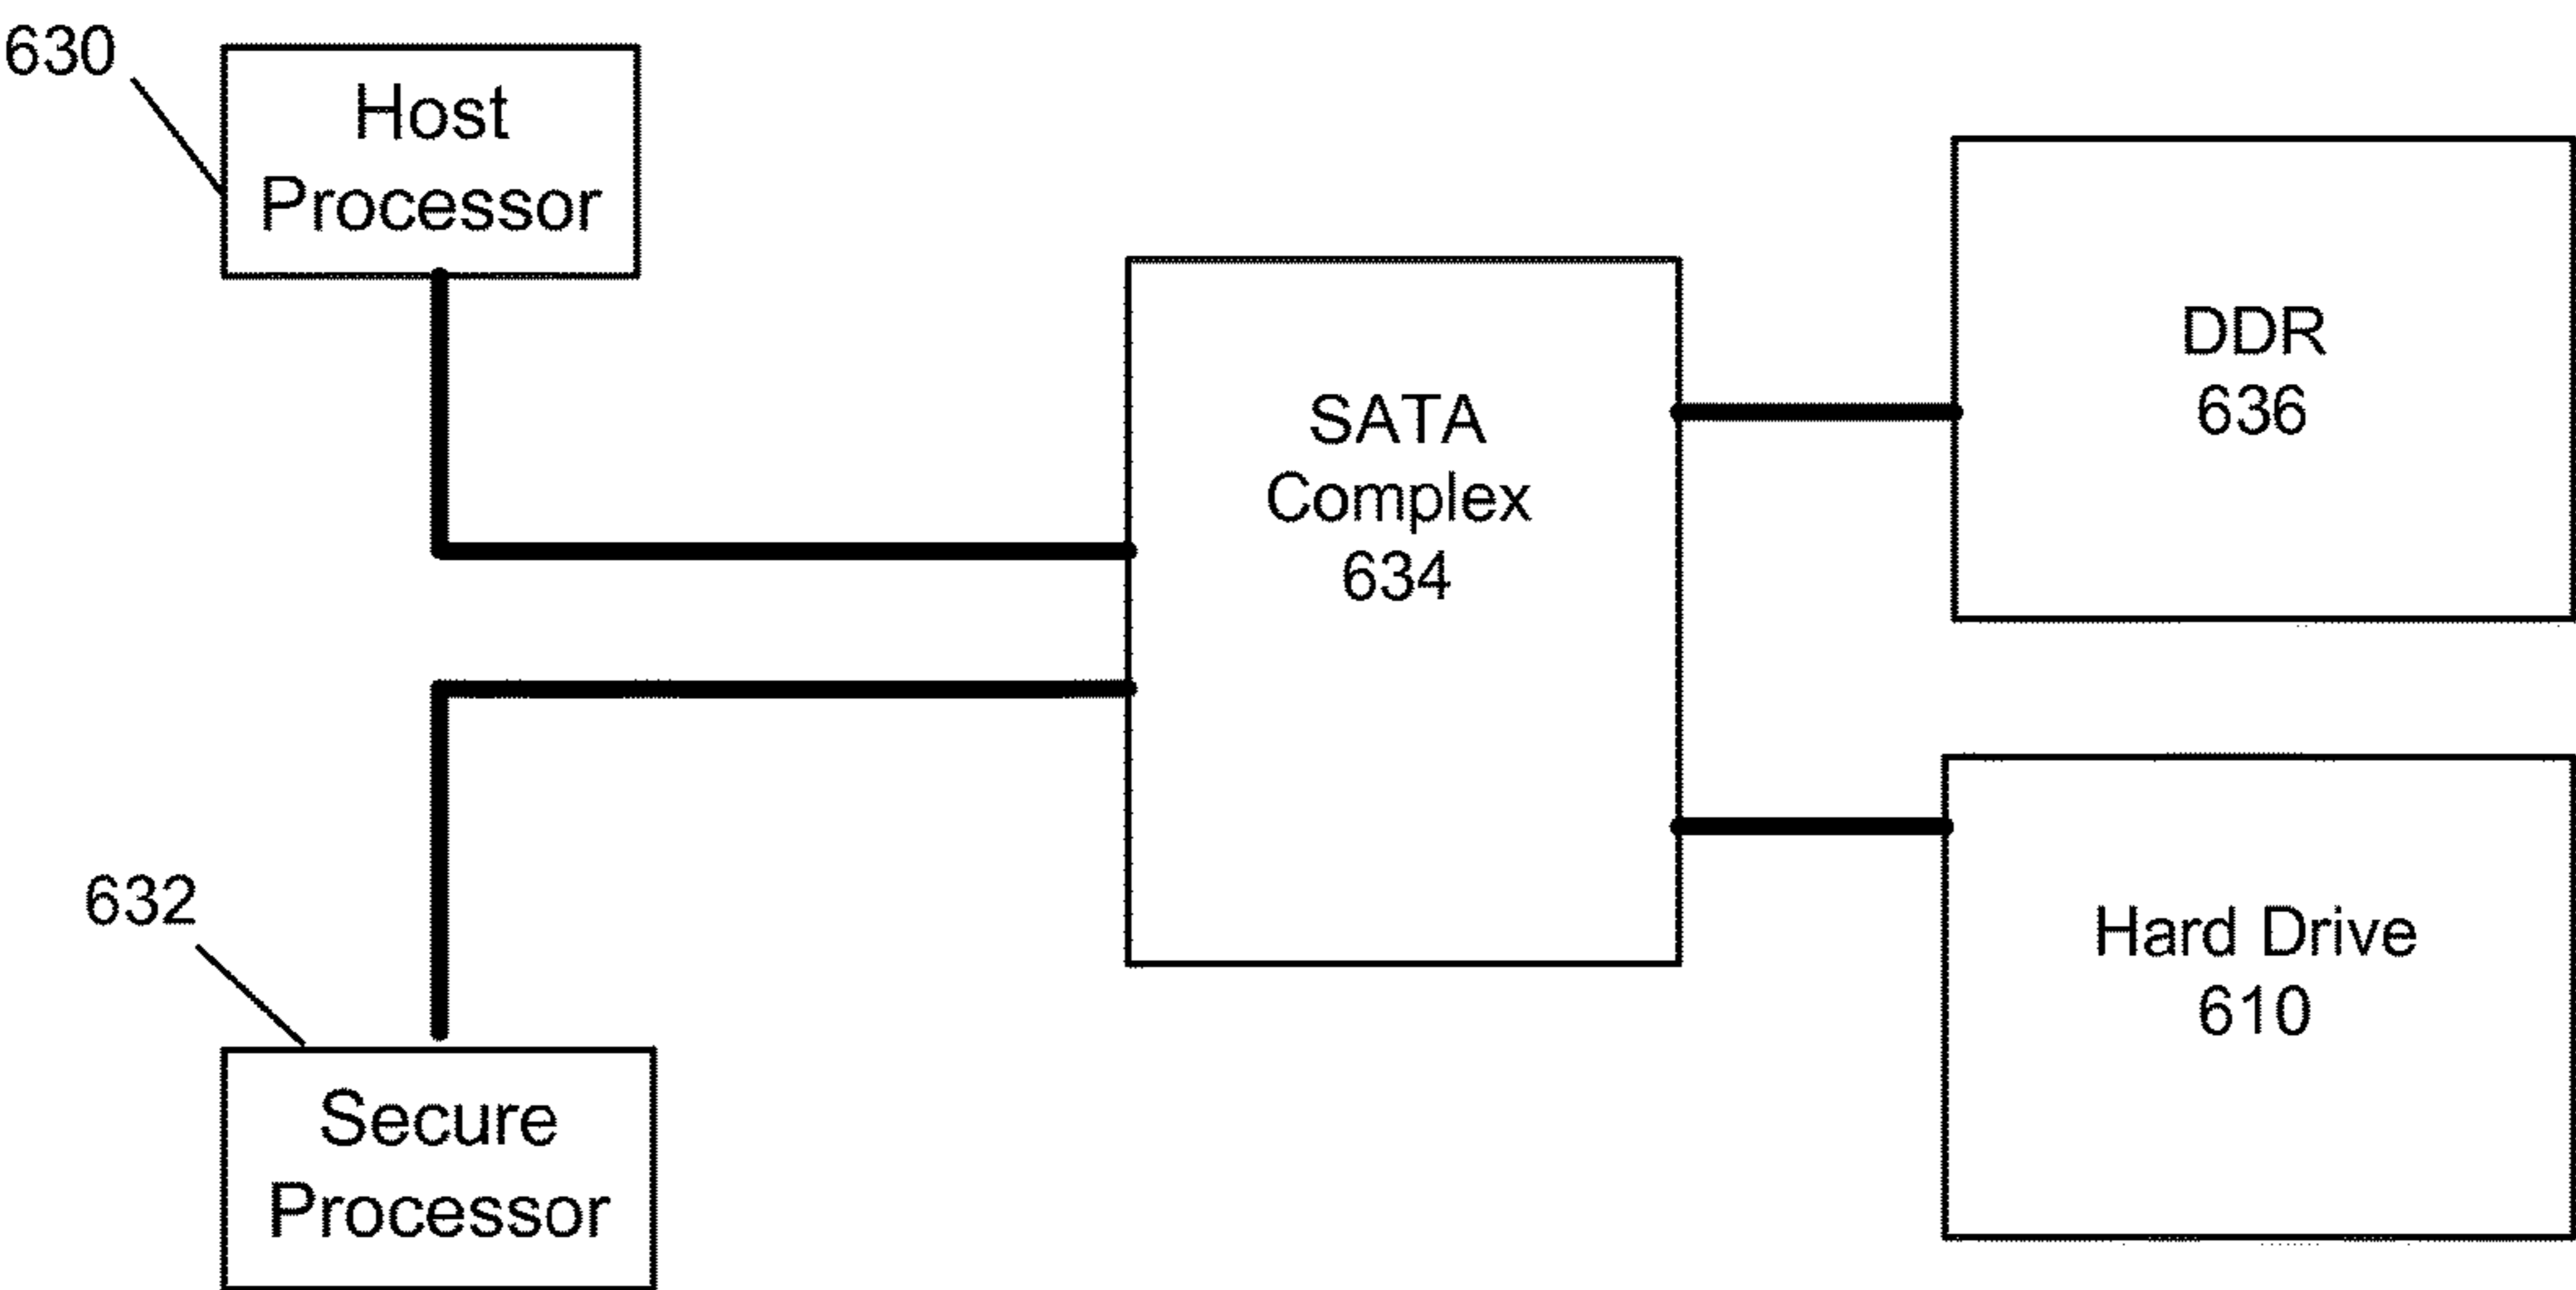 630
Host
Processor
SATA
Complex
634
DDR
636
632
Secure
Processor
Hard Drive
610